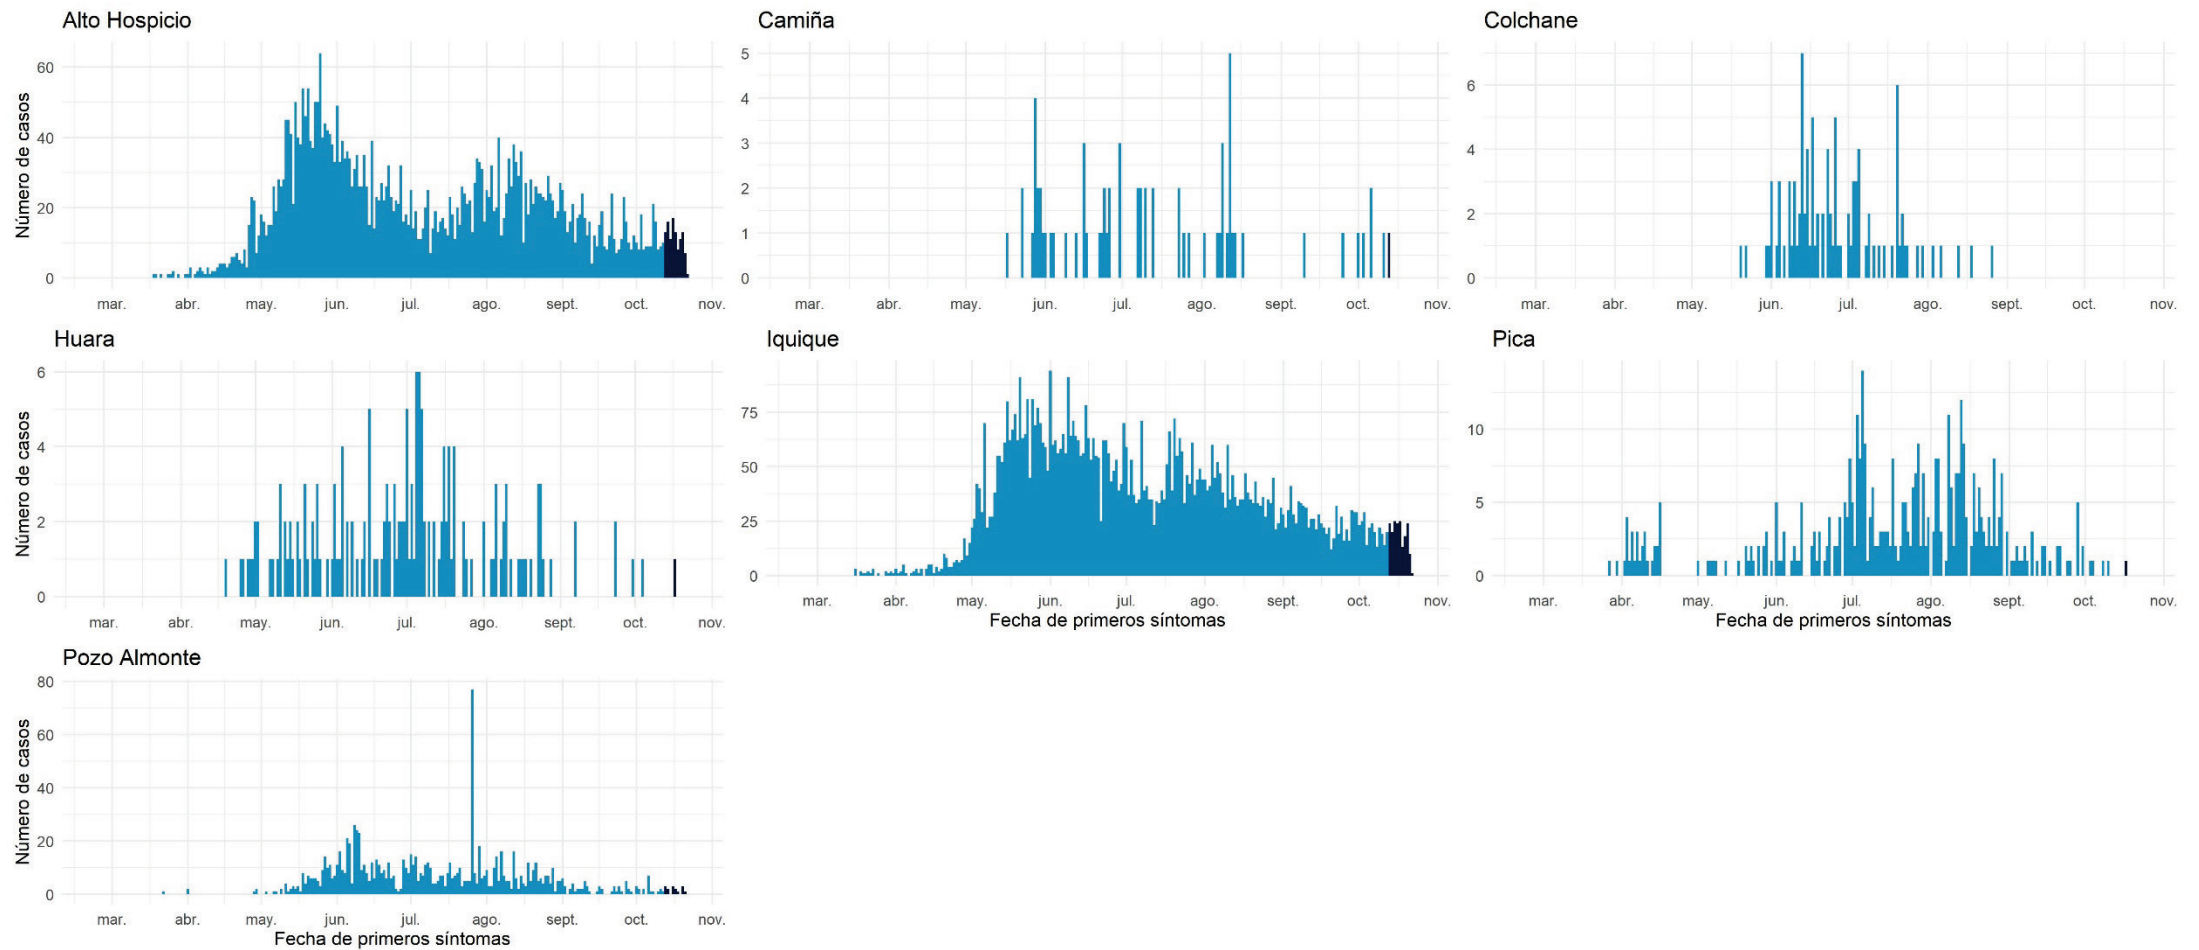 Alto Hospicio
Camiña
Colchane
Número de casos
60
40
20
0
mar. abr. may. jun. jul. ago. sept. oct. nov.
5
4
3
2
1
0
mar. abr. may. jun. jul. ago. sept. oct. nov.
6
4
2
0
mar. abr. may. jun. jul. ago. sept. oct. nov.
Huara
Iquique
Pica
Número de casos
6
4
2
0
mar. abr. may. jun. jul. ago. sept. oct. nov.
75
50
25
0
mar. abr. may. jun. jul. ago. sept. oct. nov.
Fecha de primeros síntomas
10
5
0
mar. abr. may. jun. jul. ago. sept. oct. nov.
Fecha de primeros síntomas
Pozo Almonte
Número de casos
80
60
40
20
0
mar. abr. may. jun. jul. ago. sept. oct. nov.
Fecha de primeros síntomas